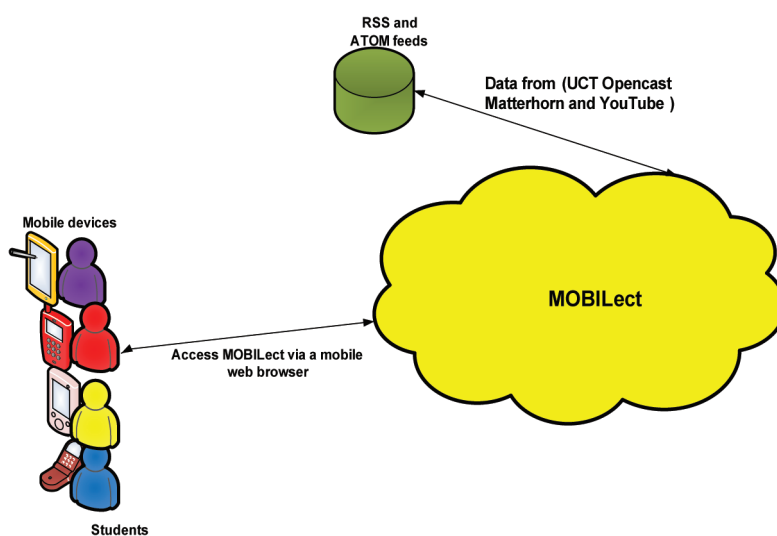 RSS and
ATOM feeds
Data from (UCT Opencast
Matterhorn and YouTube )
Mobile devices
MOBILect
Access MOBILect via a mobile
web browser
Students